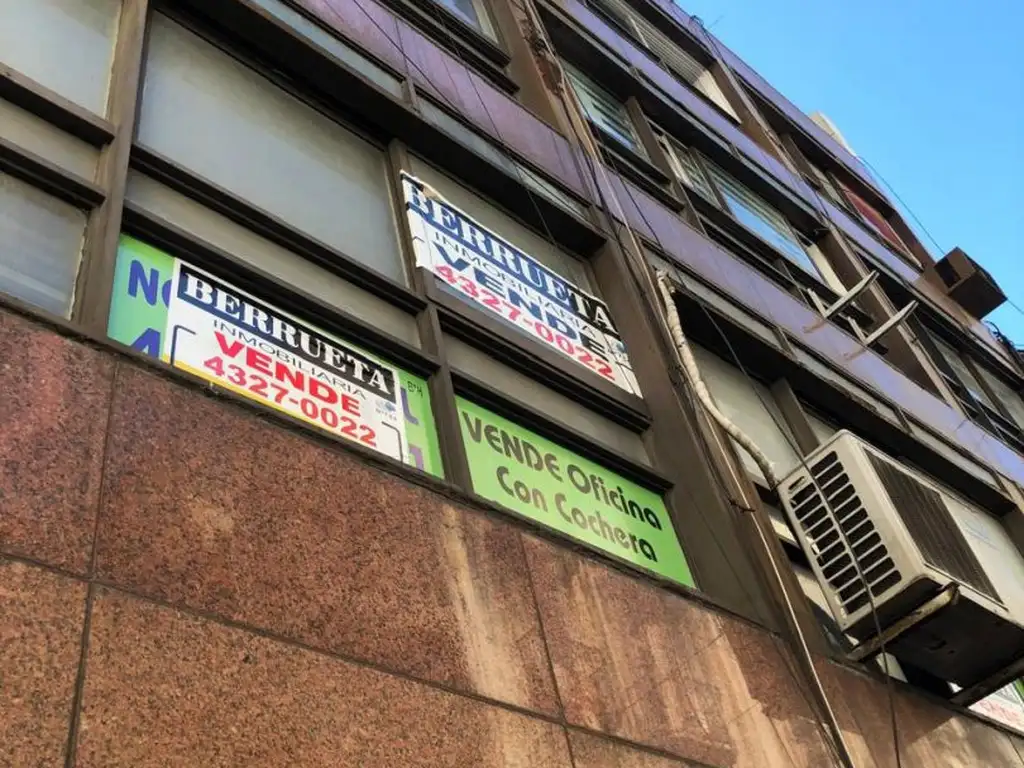 BERRUETA
INMOBILIARIA
VENDE
4327-0022
BERRUETA
INMOBILIARIA
VENDE
4327-0022
VENDE Oficina
Con Cochera